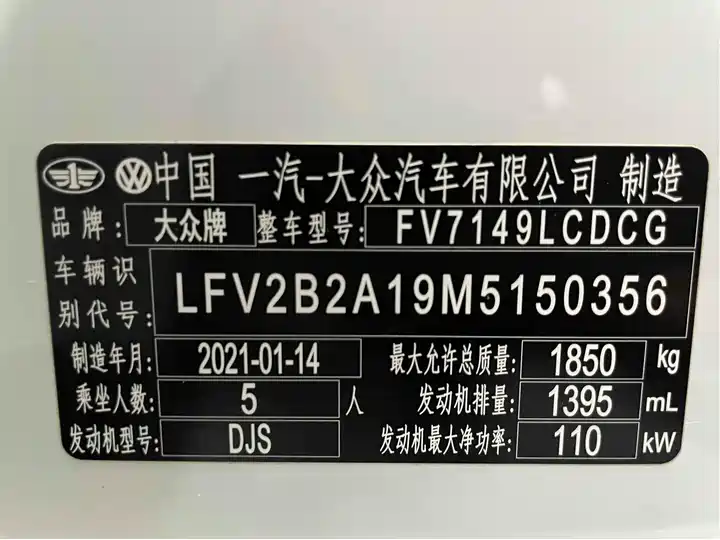 中国 一汽-大众汽车有限公司 制造
品牌: 大众牌 整车型号: FV7149LCDCG
车辆识别代号: LFV2B2A19M5150356
制造年月: 2021-01-14 最大允许总质量: 1850 kg
乘坐人数: 5 人 发动机排量: 1395 mL
发动机型号: DJS 发动机最大净功率: 110 kW